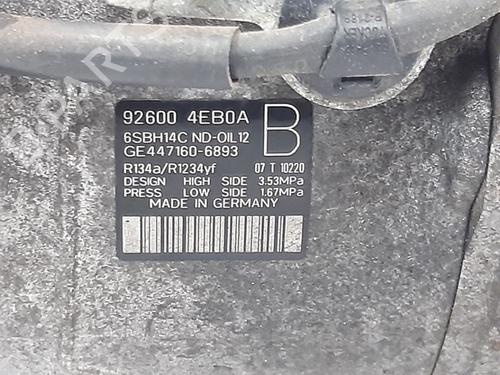 92600 4EB0A B
6SBH14C ND-OIL12
GE447160-6893
R134a/R1234yf 07 T 10220
DESIGN HIGH SIDE 3.53MPa
PRESS LOW SIDE 1.67MPa
MADE IN GERMANY